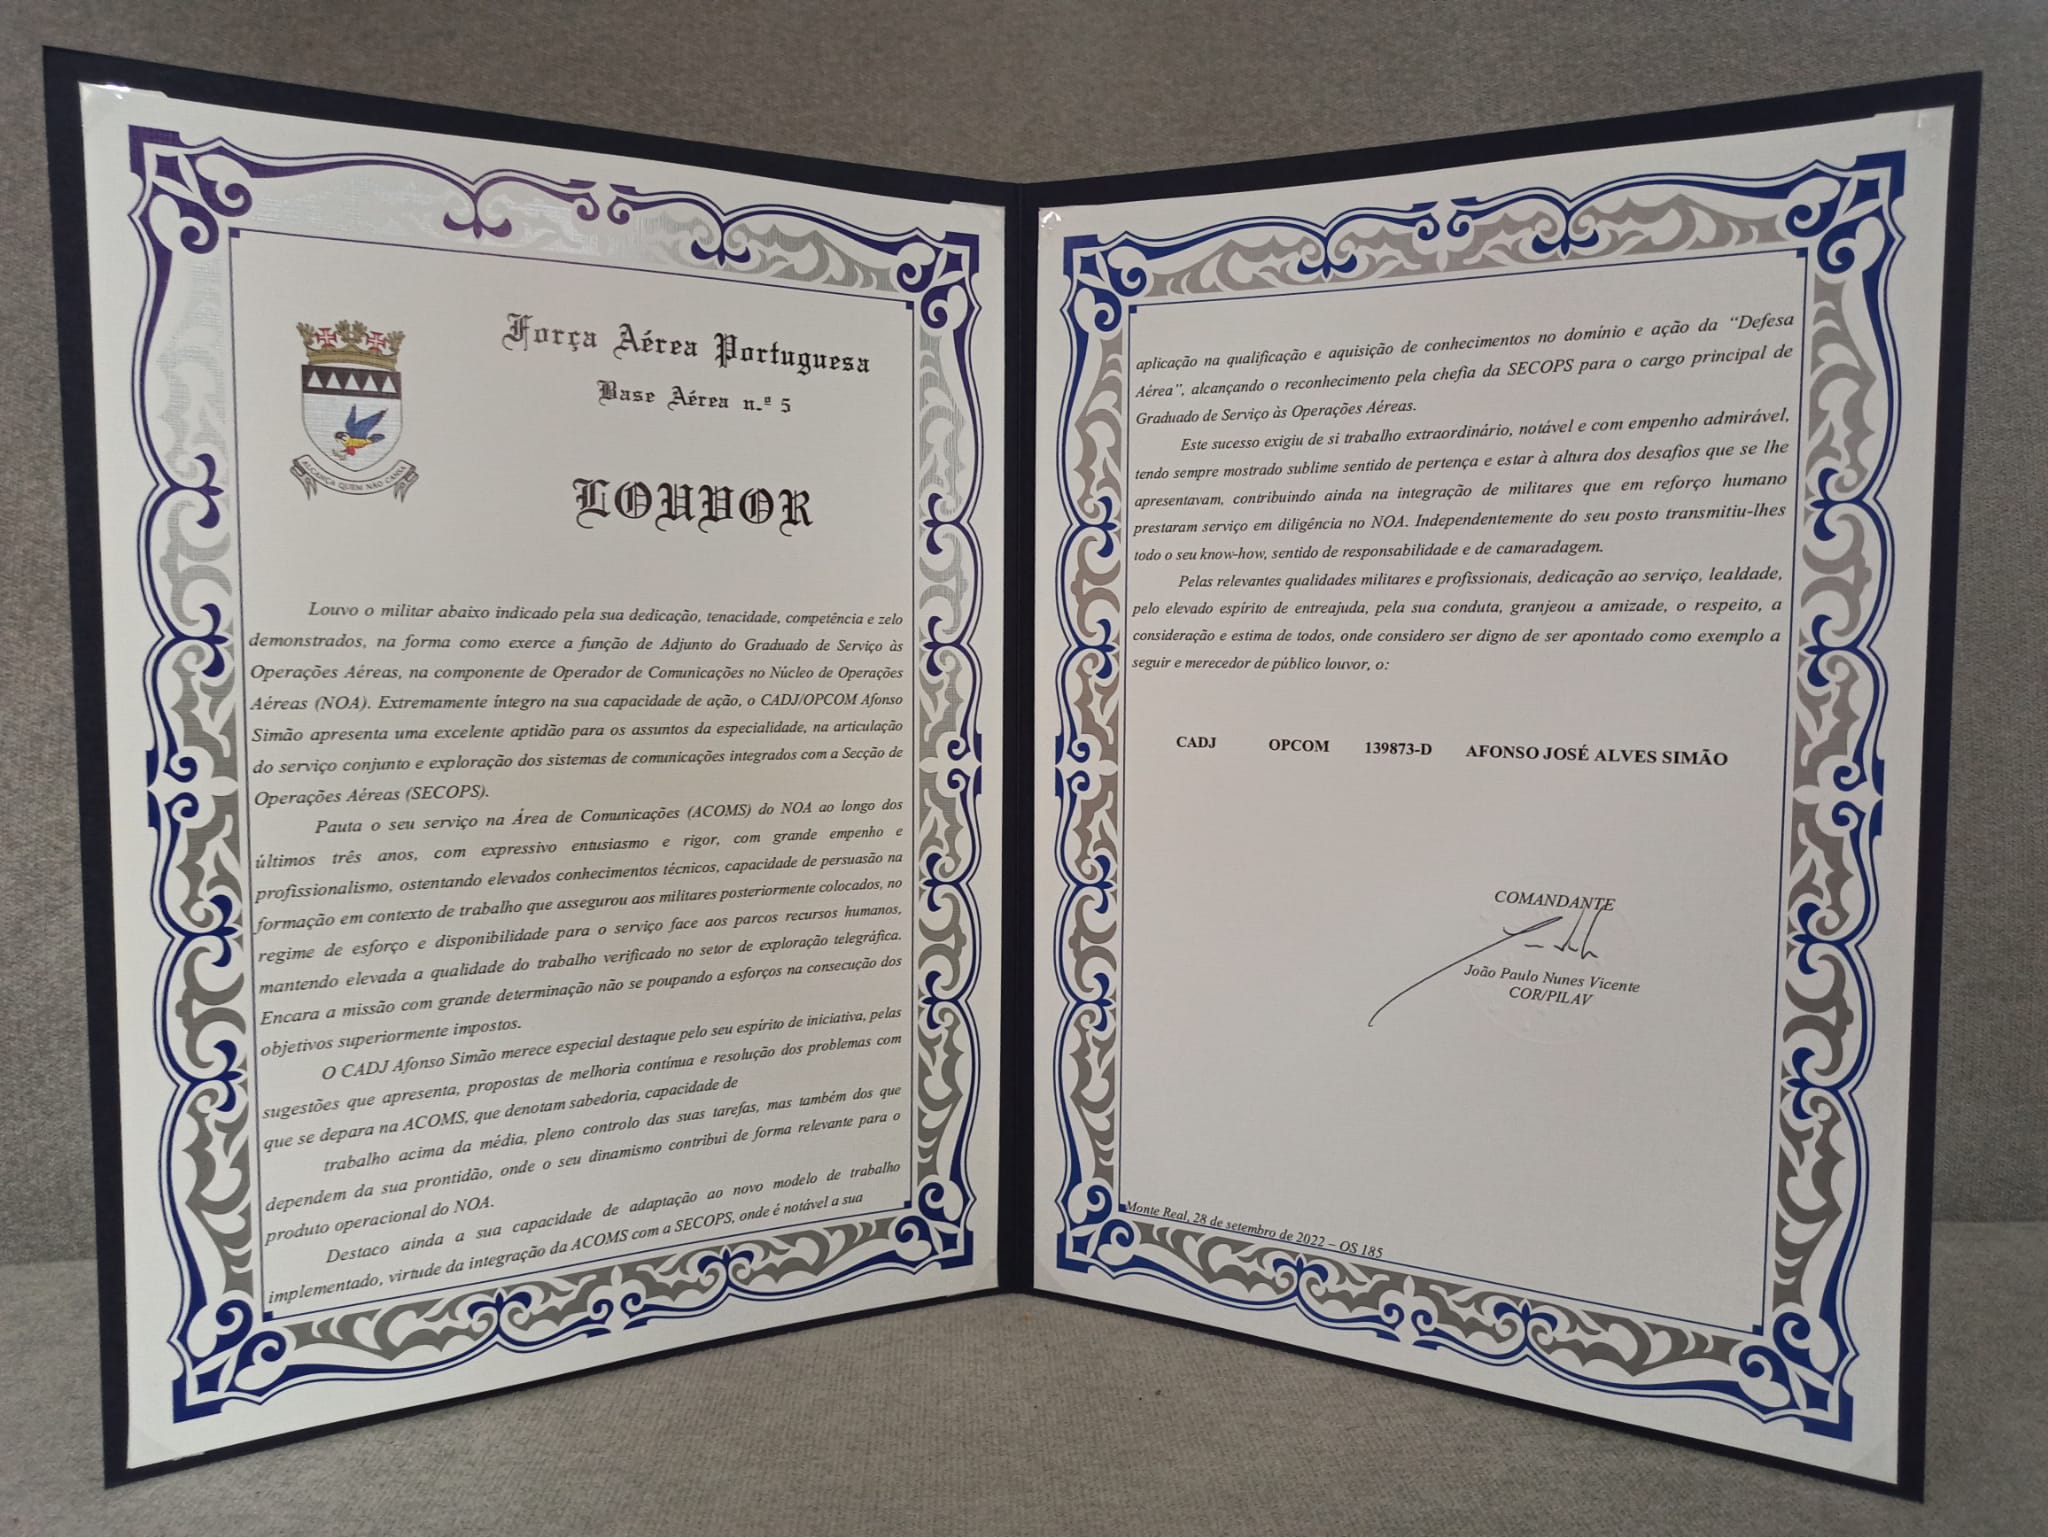 Força Aérea Portuguesa
Base Aérea n.º 5
LOUVOR
ALCANÇA QUEM NÃO CANSA
Louvo o militar abaixo indicado pela sua dedicação, tenacidade, competência e zelo
demonstrados, na forma como exerce a função de Adjunto do Graduado de Serviço às
Operações Aéreas, na componente de Operador de Comunicações no Núcleo de Operações
Aéreas (NOA). Extremamente íntegro na sua capacidade de ação, o CADJ/OPCOM Afonso
Simão apresenta uma excelente aptidão para os assuntos da especialidade, na articulação
do serviço conjunto e exploração dos sistemas de comunicações integrados com a Secção de
Operações Aéreas (SECOPS).
Pauta o seu serviço na Área de Comunicações (ACOMS) do NOA ao longo dos
últimos três anos, com expressivo entusiasmo e rigor, com grande empenho e
profissionalismo, ostentando elevados conhecimentos técnicos, capacidade de persuasão na
formação em contexto de trabalho que assegurou aos militares posteriormente colocados, no
regime de esforço e disponibilidade para o serviço face aos parcos recursos humanos,
mantendo elevada a qualidade do trabalho verificado no setor de exploração telegráfica.
Encara a missão com grande determinação não se poupando a esforços na consecução dos
objetivos superiormente impostos.
O CADJ Afonso Simão merece especial destaque pelo seu espírito de iniciativa, pelas
sugestões que apresenta, propostas de melhoria contínua e resolução dos problemas com
que se depara na ACOMS, que denotam sabedoria, capacidade de
trabalho acima da média, pleno controlo das suas tarefas, mas também dos que
dependem da sua prontidão, onde o seu dinamismo contribui de forma relevante para o
produto operacional do NOA.
Destaco ainda a sua capacidade de adaptação ao novo modelo de trabalho
implementado, virtude da integração da ACOMS com a SECOPS, onde é notável a sua
aplicação na qualificação e aquisição de conhecimentos no domínio e ação da “Defesa
Aérea”, alcançando o reconhecimento pela chefia da SECOPS para o cargo principal de
Graduado de Serviço às Operações Aéreas.
Este sucesso exigiu de si trabalho extraordinário, notável e com empenho admirável,
tendo sempre mostrado sublime sentido de pertença e estar à altura dos desafios que se lhe
apresentavam, contribuindo ainda na integração de militares que em reforço humano
prestaram serviço em diligência no NOA. Independentemente do seu posto transmitiu-lhes
todo o seu know-how, sentido de responsabilidade e de camaradagem.
Pelas relevantes qualidades militares e profissionais, dedicação ao serviço, lealdade,
pelo elevado espírito de entreajuda, pela sua conduta, granjeou a amizade, o respeito, a
consideração e estima de todos, onde considero ser digno de ser apontado como exemplo a
seguir e merecedor de público louvor, o:
CADJ OPCOM 139873-D AFONSO JOSÉ ALVES SIMÃO
COMANDANTE
João Paulo Nunes Vicente
COR/PILAV
Monte Real, 28 de setembro de 2022 – OS 185